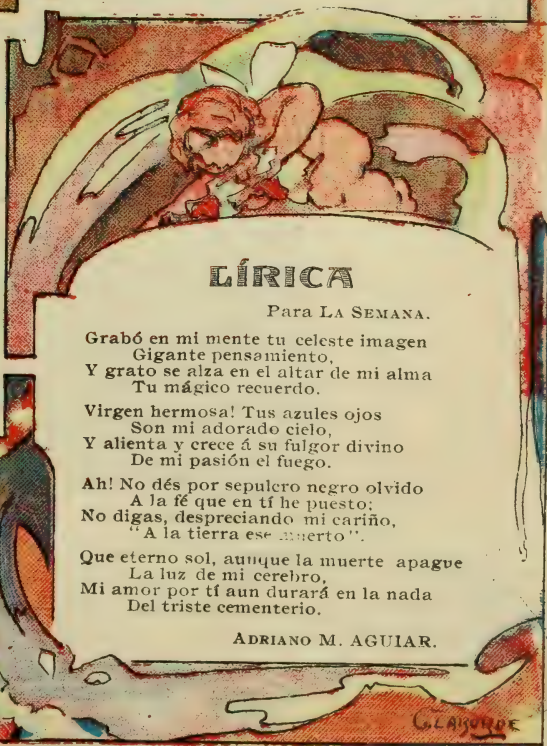 LÍRICA
Para LA SEMANA.
Grabó en mi mente tu celeste imagen
Gigante pensamiento,
Y grato se alza en el altar de mi alma
Tu mágico recuerdo.
Virgen hermosa! Tus azules ojos
Son mi adorado cielo,
Y alienta y crece á su fulgor divino
De mi pasión el fuego.
Ah! No dés por sepulcro negro olvido
A la fé que en tí he puesto;
No digas, despreciando mi cariño,
"A la tierra ese muerto".
Que eterno sol, aunque la muerte apague
La luz de mi cerebro,
Mi amor por tí aun durará en la nada
Del triste cementerio.
ADRIANO M. AGUIAR.